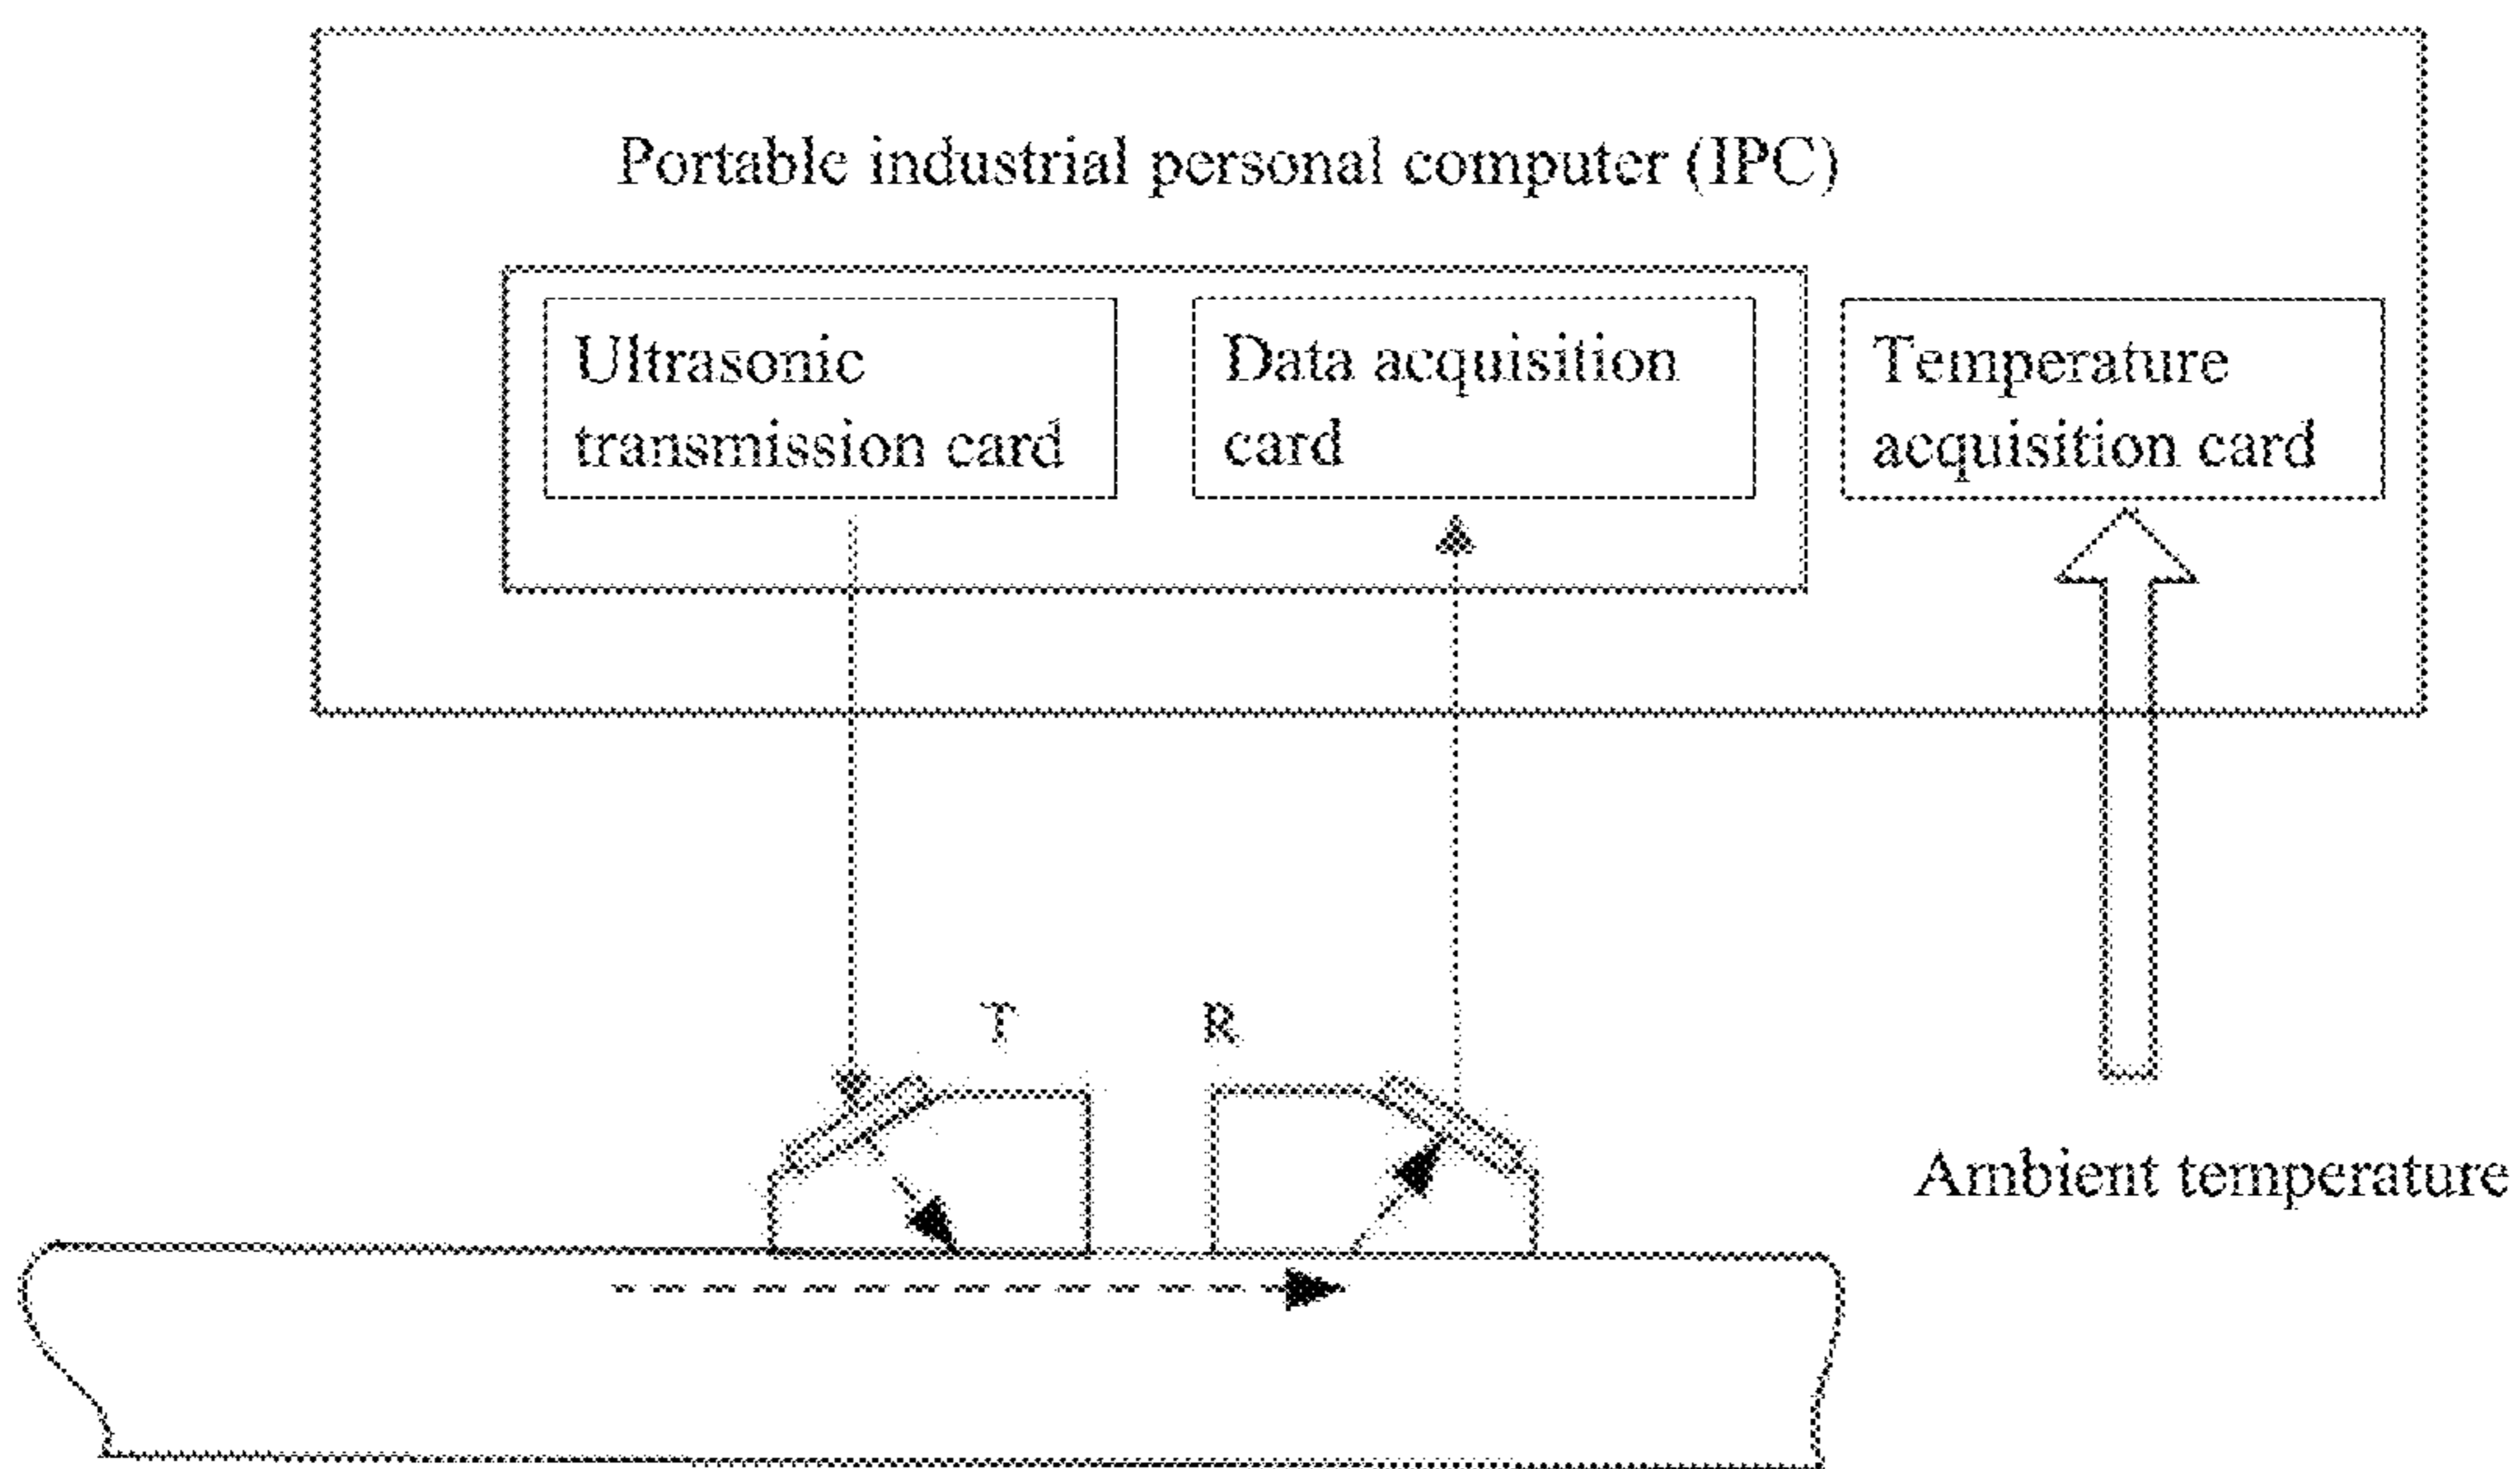 Portable industrial personal computer (IPC)
Ultrasonic
transmission card
Data acquisition
card
Temperature
acquisition card
T
R
Ambient temperature